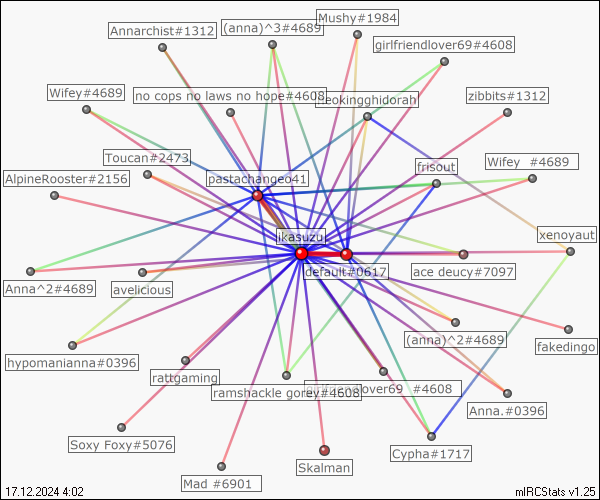 Mushy#1984
Annarchist#1312
(anna)^3#4689
girlfriendlover69#4608
Wifey#4689
no cops no laws no hope#4608
zibbits#1312
Toucan#2473
frisout
Wifey #4689
AlpineRooster#2156
pastachangeo41
ikasuzu
xenoyaut
default#0617
ace deucy#7097
Anna^2#4689
avelicious
(anna)^2#4689
fakedingo
hypomanianna#0396
rattgaming
ramshackle gorey#4608
#4608
Anna.#0396
Soxy Foxy#5076
Cypha#1717
Skalman
Mad #6901
17.12.2024 4:02
mIRCStats v1.25